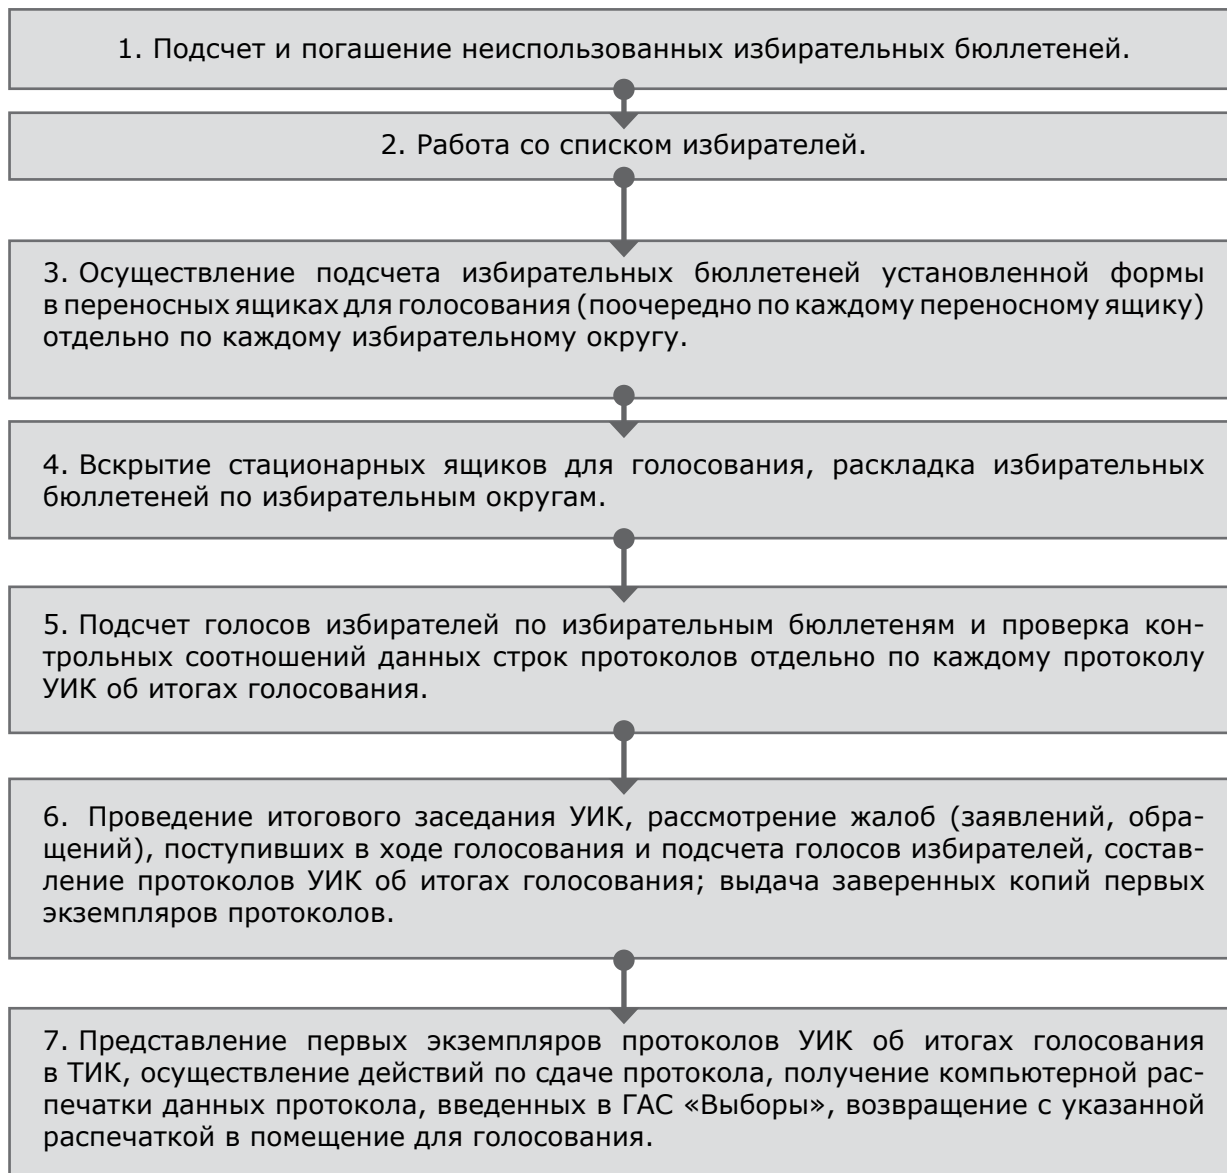 1. Подсчет и погашение неиспользованных избирательных бюллетеней.
2. Работа со списком избирателей.
3. Осуществление подсчета избирательных бюллетеней установленной формы
в переносных ящиках для голосования (поочередно по каждому переносному ящику)
отдельно по каждому избирательному округу.
4. Вскрытие стационарных ящиков для голосования, раскладка избирательных
бюллетеней по избирательным округам.
5. Подсчет голосов избирателей по избирательным бюллетеням и проверка кон-
трольных соотношений данных строк протоколов отдельно по каждому протоколу
УИК об итогах голосования.
6. Проведение итогового заседания УИК, рассмотрение жалоб (заявлений, обра-
щений), поступивших в ходе голосования и подсчета голосов избирателей, состав-
ление протоколов УИК об итогах голосования; выдача заверенных копий первых
экземпляров протоколов.
7. Представление первых экземпляров протоколов УИК об итогах голосования
в ТИК, осуществление действий по сдаче протокола, получение компьютерной рас-
печатки данных протокола, введенных в ГАС «Выборы», возвращение с указанной
распечаткой в помещение для голосования.